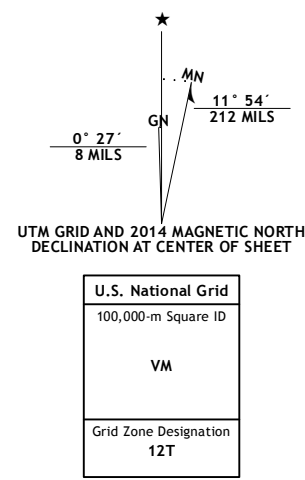 ★
MN
GN
11° 54´
212 MILS
0° 27´
8 MILS
UTM GRID AND 2014 MAGNETIC NORTH
DECLINATION AT CENTER OF SHEET
U.S. National Grid
100,000-m Square ID
VM
Grid Zone Designation
12T